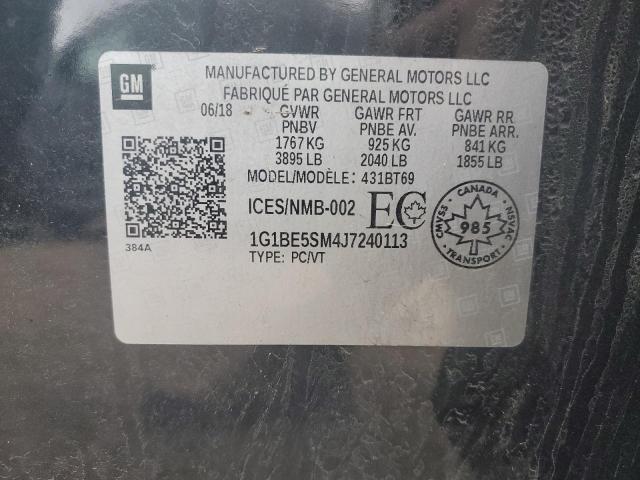 GM
MANUFACTURED BY GENERAL MOTORS LLC
FABRIQUÉ PAR GENERAL MOTORS LLC
06/18 GVWR GAWR FRT GAWR RR
PNBV PNBE AV. PNBE ARR.
1767 KG 925 KG 841 KG
3895 LB 2040 LB 1855 LB
MODEL/MODÈLE: 431BT69
ICES/NMB-002 EC
1G1BE5SM4J7240113
TYPE: PC/VT
384A
CANADA
CMVSS
985
NSVAC
TRANSPORT